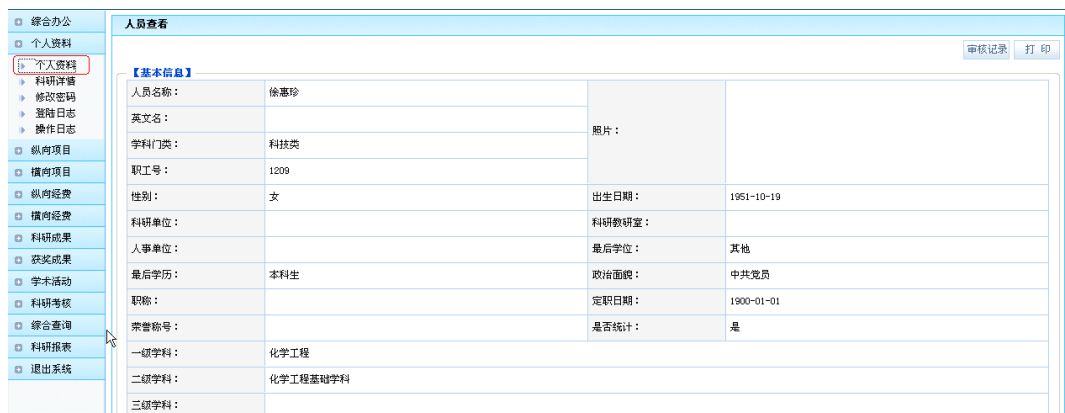 综合办公
个人资料
个人资料
科研详情
修改密码
登陆日志
操作日志
纵向项目
横向项目
纵向经费
横向经费
科研成果
获奖成果
学术活动
科研考核
综合查询
科研报表
退出系统
人员查看
审核记录 打 印
【基本信息】
人员名称： 徐惠珍
照片：
英文名：
学科门类： 科技类
职工号： 1209
性别： 女 出生日期： 1951-10-19
科研单位： 科研教研室：
人事单位： 最后学位： 其他
最后学历： 本科生 政治面貌： 中共党员
职称： 定职日期： 1900-01-01
荣誉称号： 是否统计： 是
一级学科： 化学工程
二级学科： 化学工程基础学科
三级学科：